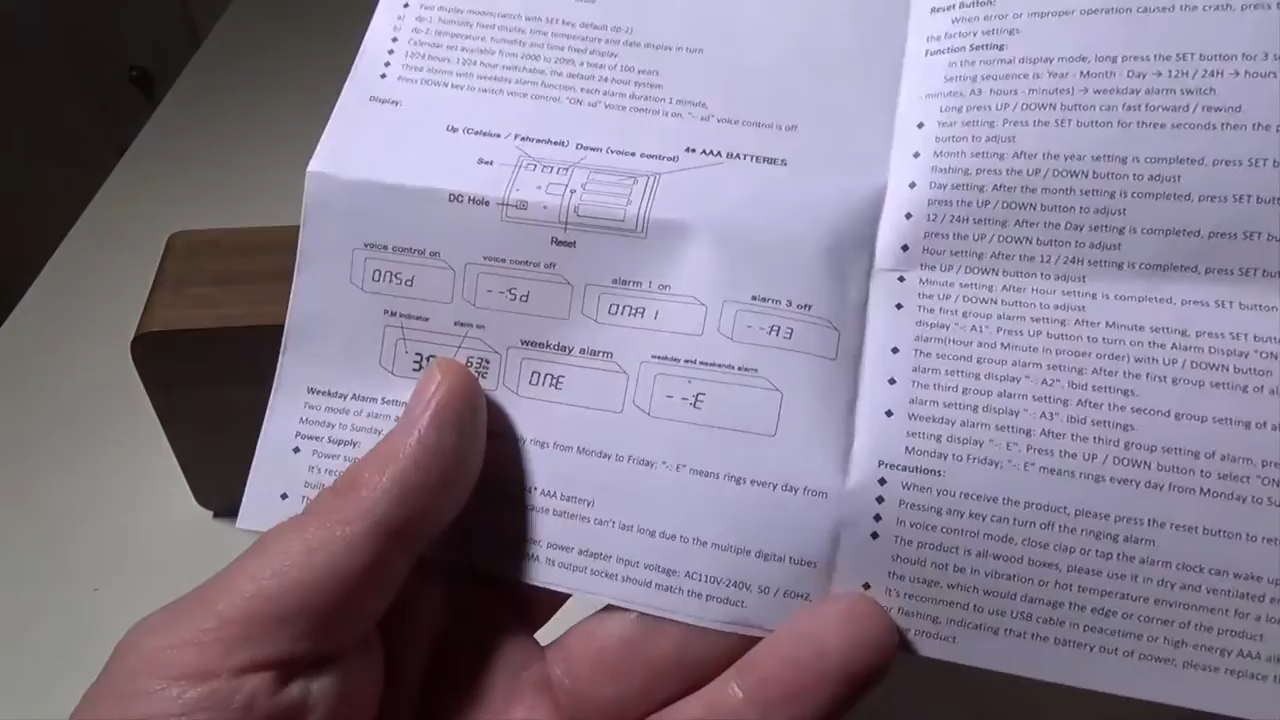 Two display modes(switch with SET key, default dp-2)
a) dp-1: humidity fixed display, time temperature and date display in turn
b) dp-2: temperature, humidity and time fixed display
Calendar set available from 2000 to 2099, a total of 100 years
12/24 hours: 12/24 hour switchable, the default 24-hour system
Three alarms with weekday alarm function, each alarm duration 1 minute,
Press DOWN key to switch voice control. "ON: sd" Voice control is on, "-: sd" voice control is off
Display:
Up (Celsius / Fahrenheit) Down (voice control) 4* AAA BATTERIES
Set
DC Hole
Reset
voice control on
ON:Sd
voice control off
--:Sd
alarm 1 on
ON:A1
alarm 3 off
--:A3
P.M indicator
alarm on
63%
weekday alarm
ON:E
weekday and weekends alarm
--:E
Weekday Alarm
Two mode of alarm
rings from Monday to Friday; "-: E" means rings every day from
Monday to Sunday.
Power Supply:
Power
4* AAA battery)
It's
batteries can't last long due to the multiple digital tubes
power adapter input voltage: AC110V-240V, 50 / 60HZ,
Its output socket should match the product.
Reset Button:
When error or improper operation caused the crash, press
the factory settings.
Function Setting:
In the normal display mode, long press the SET button for 3
Setting sequence is: Year - Month - Day → 12H / 24H → hours
minutes, A3- hours - minutes) → weekday alarm switch
Long press UP / DOWN button can fast forward / rewind.
Year setting: Press the SET button for three seconds then the
button to adjust
Month setting: After the year setting is completed, press SET
flashing, press the UP / DOWN button to adjust
Day setting: After the month setting is completed, press SET
press the UP / DOWN button to adjust
12 / 24H setting: After the Day setting is completed, press SET
press the UP / DOWN button to adjust
Hour setting: After the 12 / 24H setting is completed, press SET
the UP / DOWN button to adjust
Minute setting: After Hour setting is completed, press SET button
the UP / DOWN button to adjust
The first group alarm setting: After Minute setting, press SET
display "-: A1". Press UP button to turn on the Alarm Display "ON
alarm(Hour and Minute in proper order) with UP / DOWN button
The second group alarm setting: After the first group setting of
alarm setting display "-: A2". Ibid settings.
The third group alarm setting: After the second group setting of
alarm setting display "-: A3". Ibid settings.
Weekday alarm setting: After the third group setting of alarm,
setting display "-: E". Press the UP / DOWN button to select "ON
Monday to Friday; "-: E" means rings every day from Monday to
Precautions:
When you receive the product, please press the reset button to
Pressing any key can turn off the ringing alarm
In voice control mode, close clap or tap the alarm clock can wake
The product is all-wood boxes, please use it in dry and ventilated
should not be in vibration or hot temperature environment for a
the usage, which would damage the edge or corner of the product
It's recommend to use USB cable in peacetime or high-energy AAA
or flashing, indicating that the battery out of power, please replace
product.